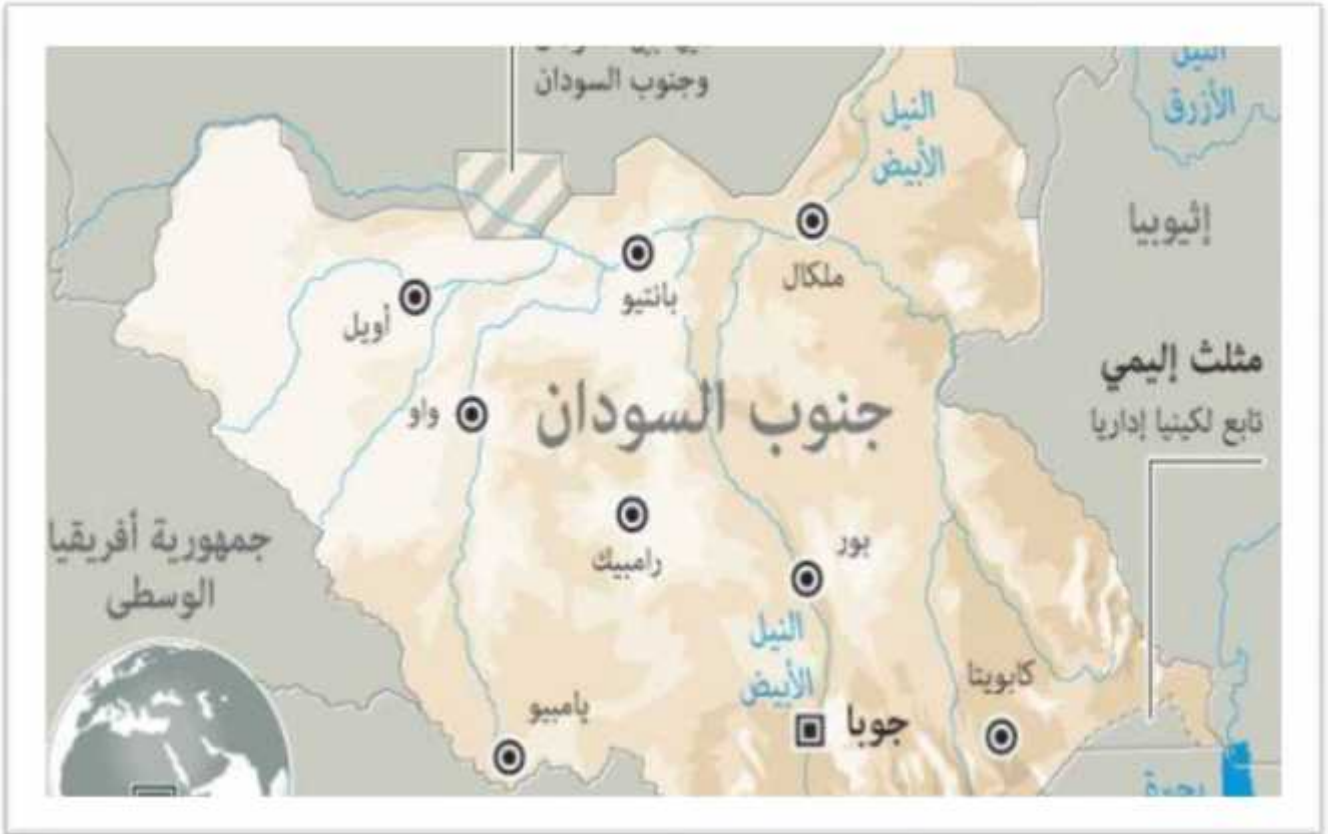 وجنوب السودان
النيل
الأزرق
النيل
الأبيض
إثيوبيا
ملكال
بانتيو
أويل
مثلث إليمي
تابع لكينيا إداريا
جنوب السودان
واو
رامبيك
بور
جمهورية أفريقيا
الوسطى
النيل
الأبيض
كابويتا
يامبيو
جوبا
بحيرة